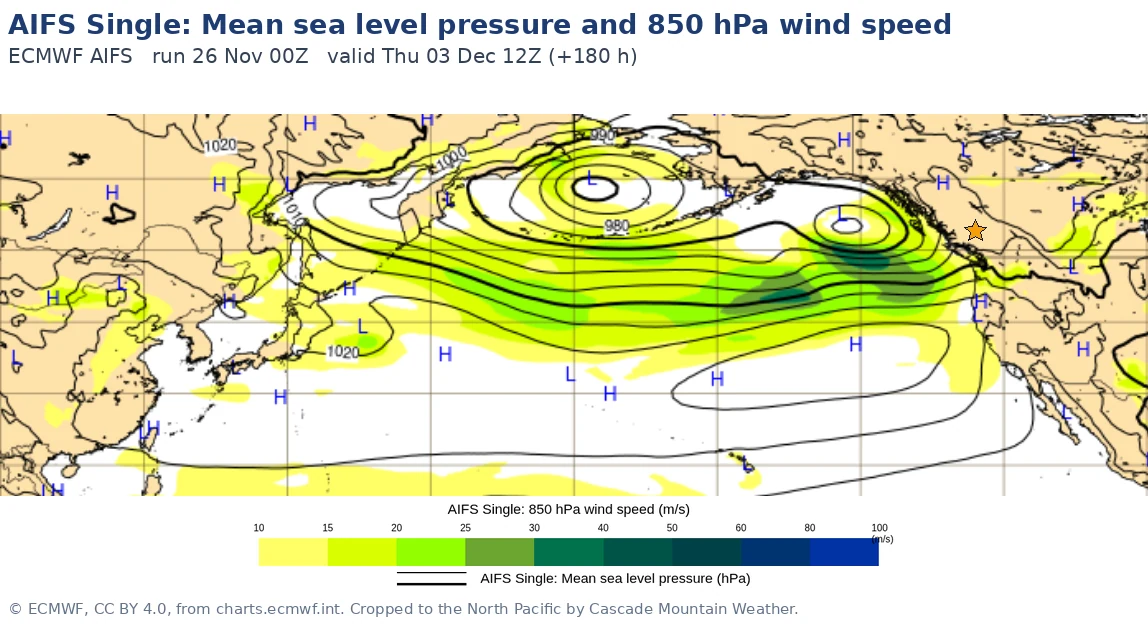 AIFS Single: Mean sea level pressure and 850 hPa wind speed
ECMWF AIFS run 26 Nov 00Z valid Thu 03 Dec 12Z (+180 h)
H H H 990
H 1020 H L L
1000
H H L L L H
L L H
1010 L
980
H L H H L
H
L 1020 H L H
L L L H H
H H L
L H
L H L
AIFS Single: 850 hPa wind speed (m/s)
10 15 20 25 30 40 50 60 80 100
(m/s)
AIFS Single: Mean sea level pressure (hPa)
© ECMWF, CC BY 4.0, from charts.ecmwf.int. Cropped to the North Pacific by Cascade Mountain Weather.